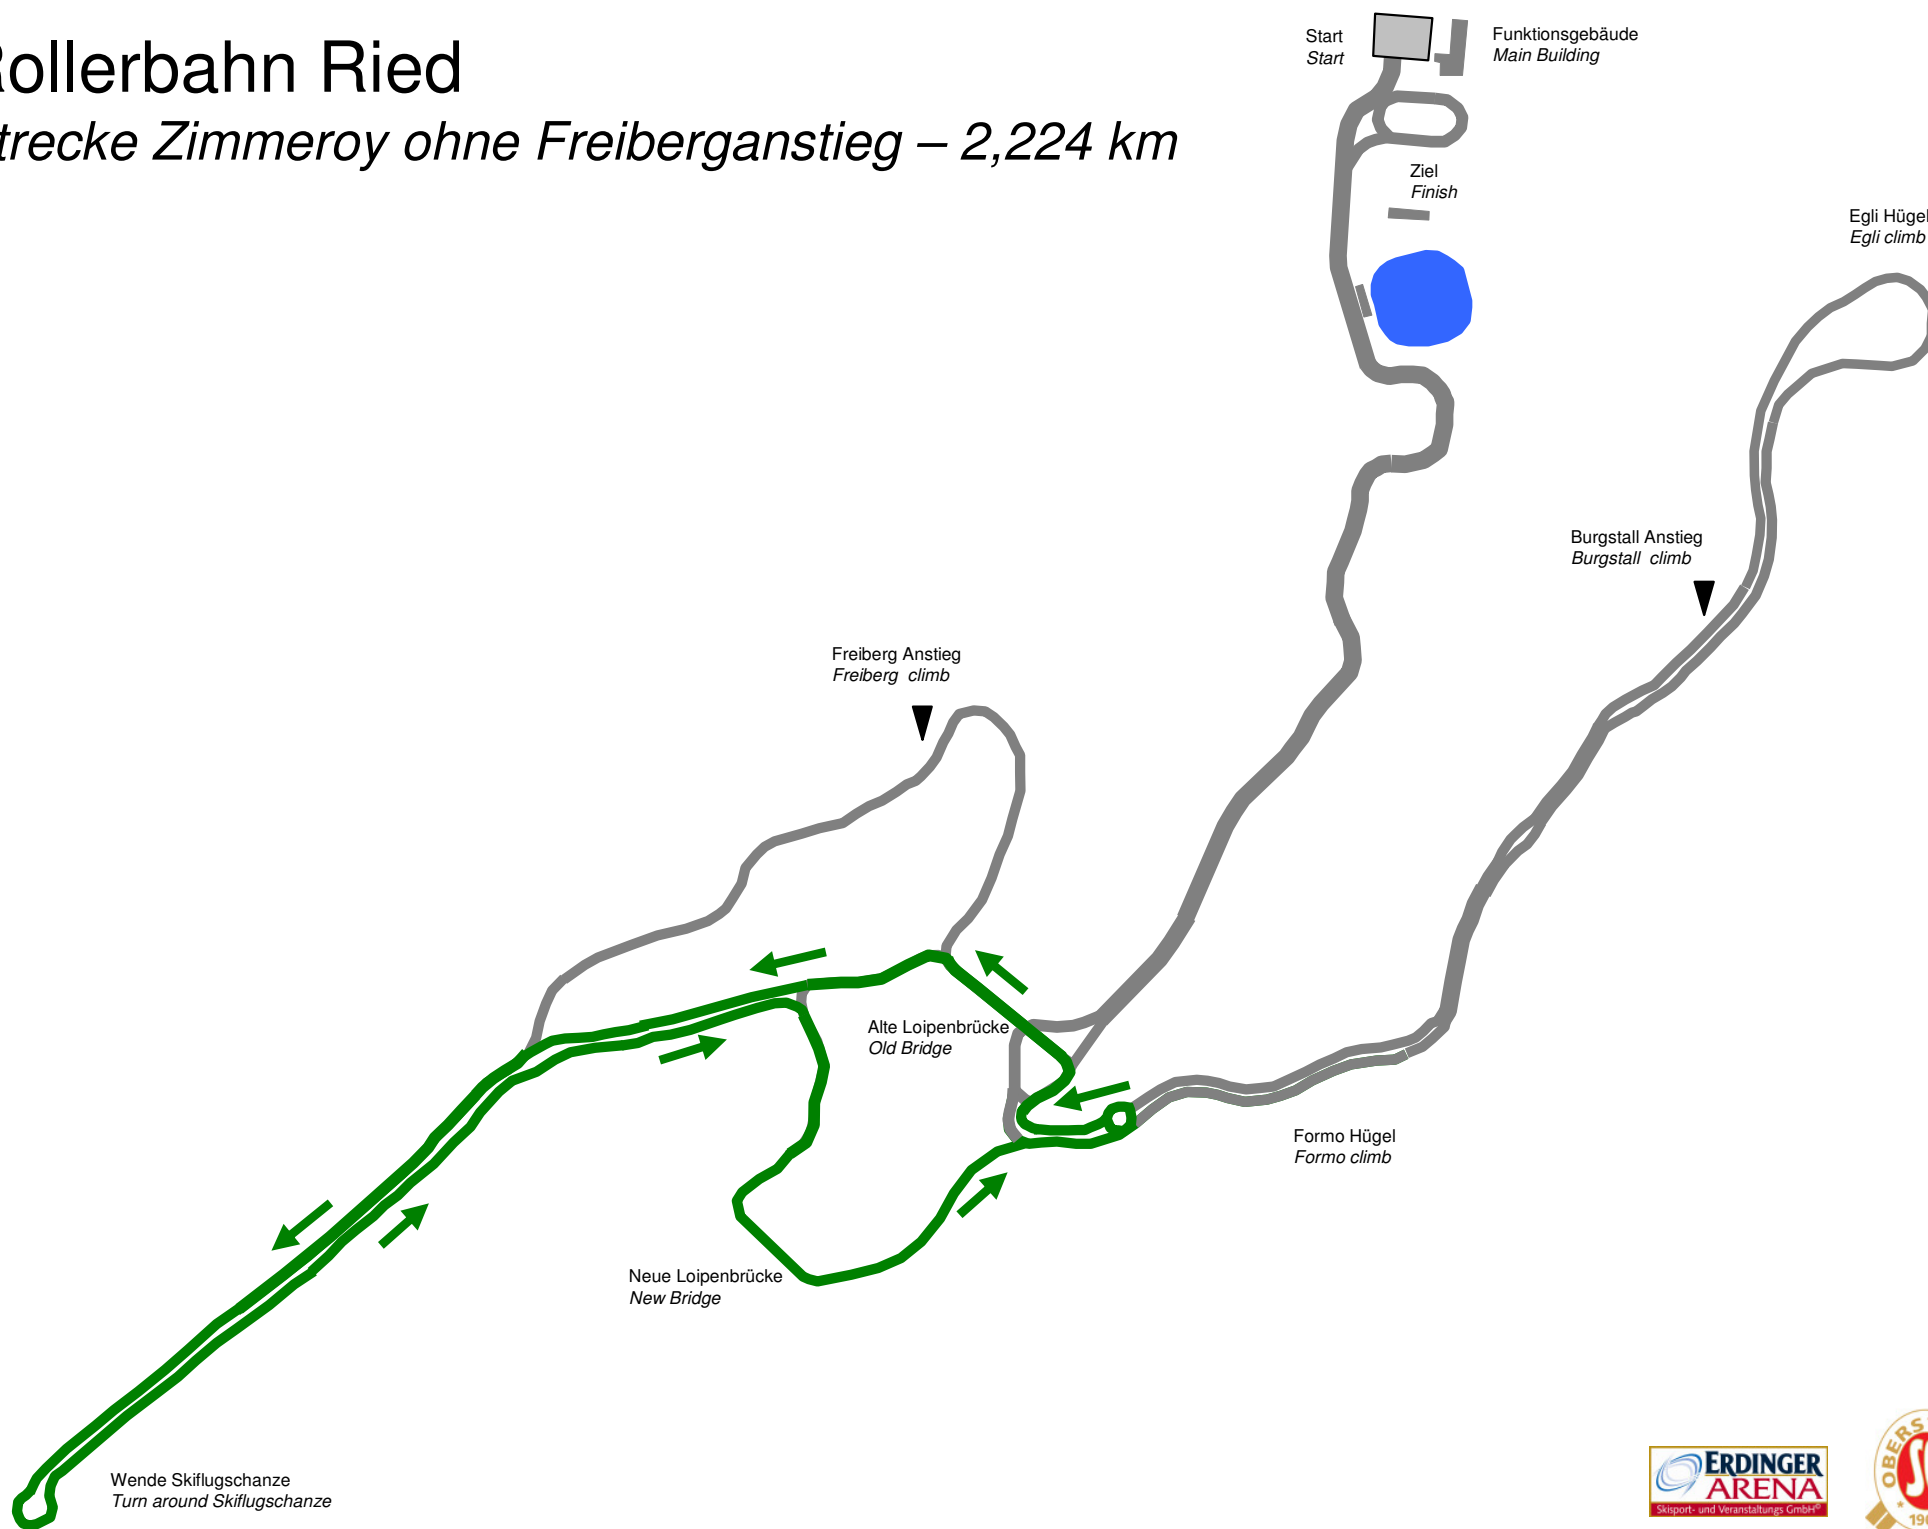 ollerbahn Ried
trecke Zimmeroy ohne Freiberganstieg – 2,224 km
Start
Start
Funktionsgebäude
Main Building
Ziel
Finish
Egli Hügel
Egli climb
Burgstall Anstieg
Burgstall climb
Freiberg Anstieg
Freiberg climb
Alte Loipenbrücke
Old Bridge
Formo Hügel
Formo climb
Neue Loipenbrücke
New Bridge
Wende Skiflugschanze
Turn around Skiflugschanze
ERDINGER
ARENA
Skisport- und Veranstaltungs GmbH©
OBERS